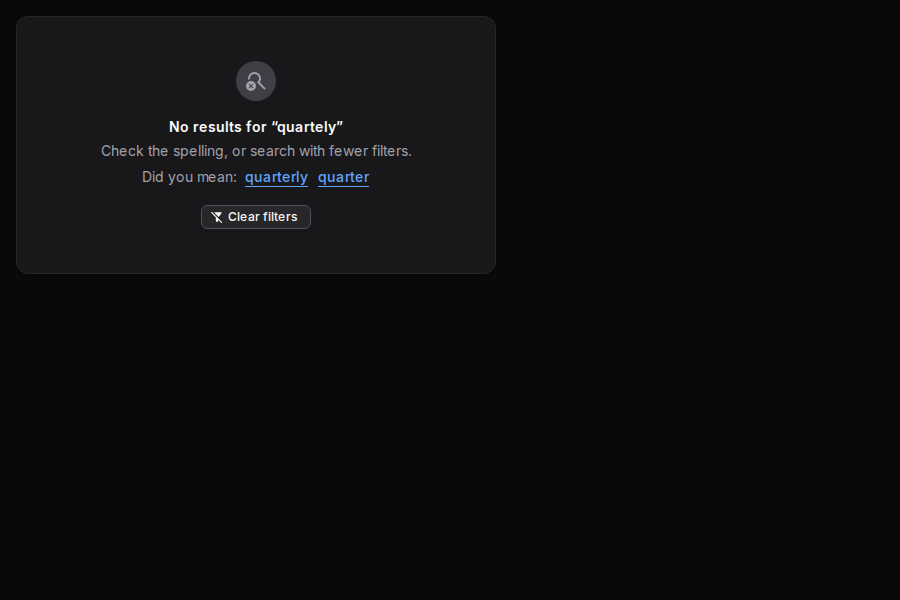 No results for “quartely”
Check the spelling, or search with fewer filters.
Did you mean: quarterly quarter
Clear filters